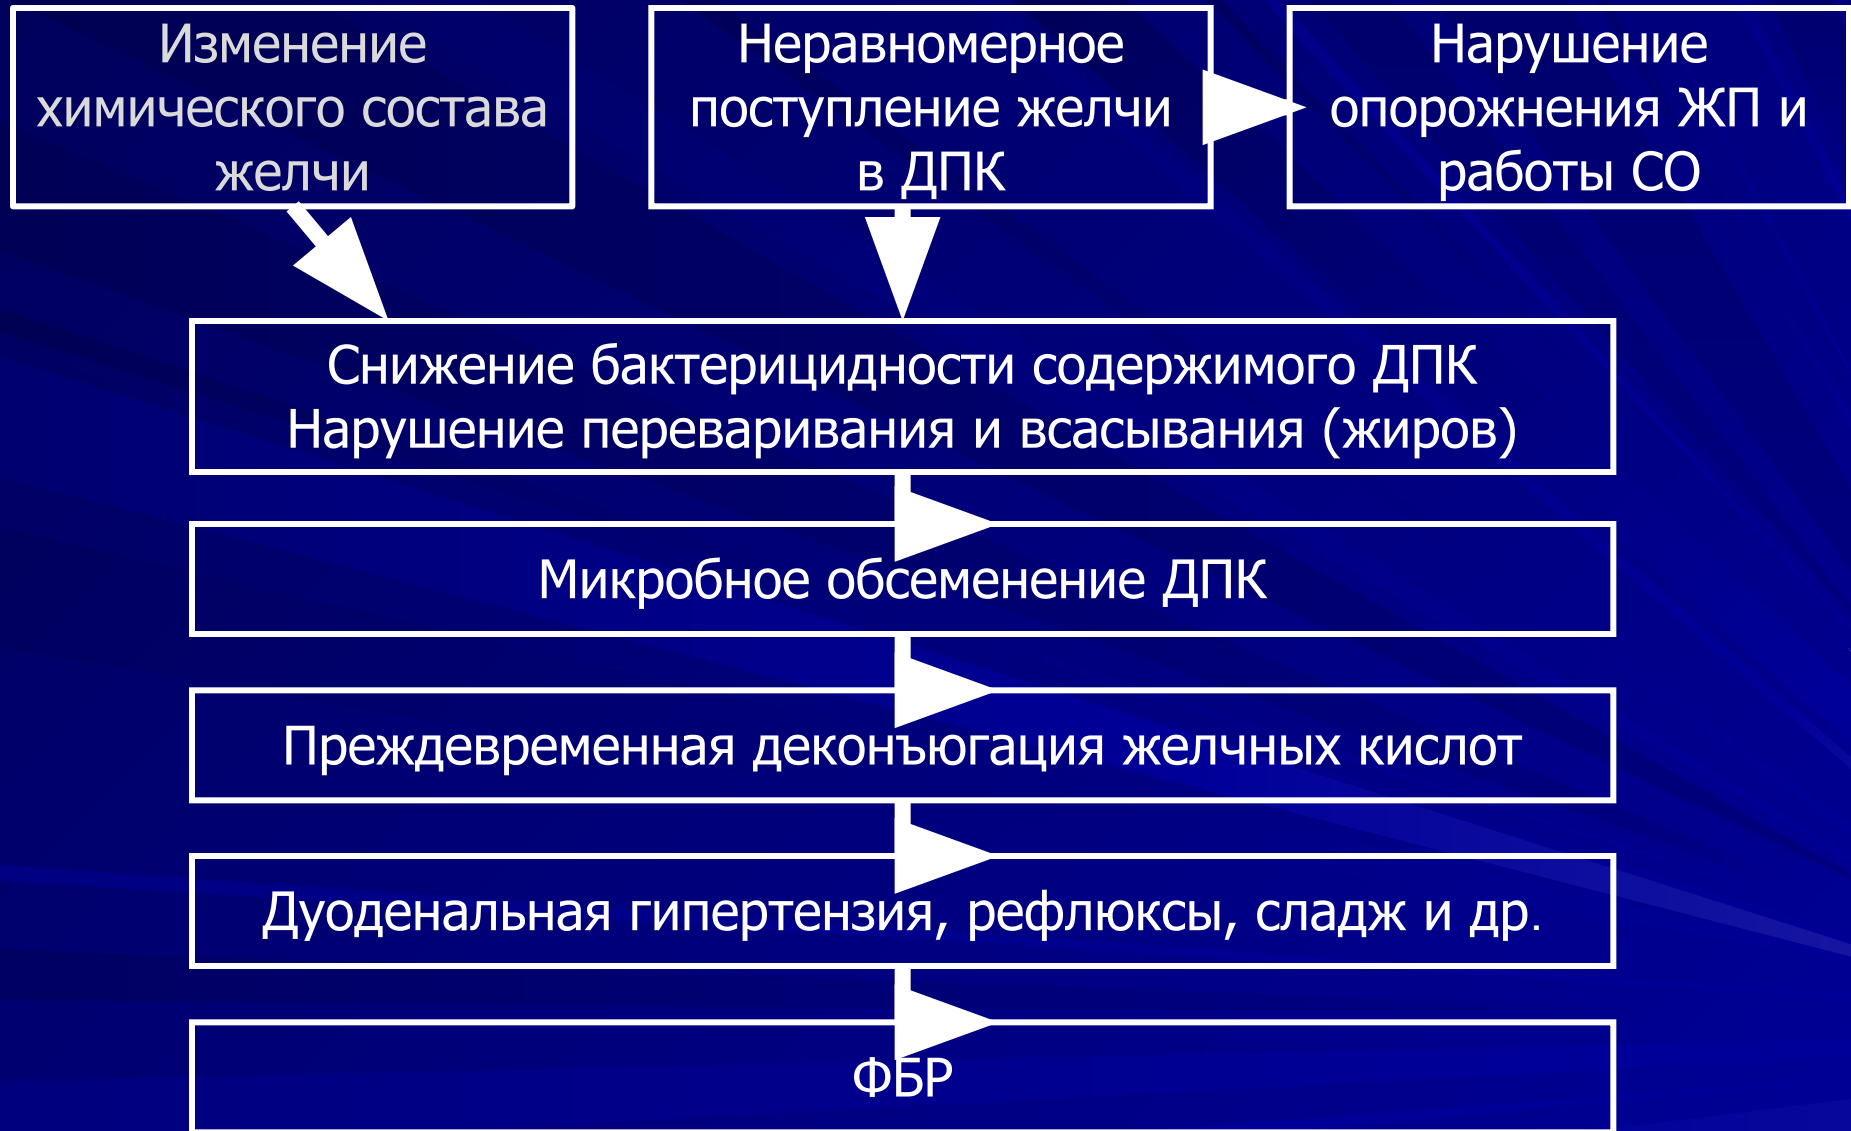 Изменение
химического состава
желчи
Неравномерное
поступление желчи
в ДПК
Нарушение
опорожнения ЖП и
работы СО
Снижение бактерицидности содержимого ДПК
Нарушение переваривания и всасывания (жиров)
Микробное обсеменение ДПК
Преждевременная деконъюгация желчных кислот
Дуоденальная гипертензия, рефлюксы, сладж и др.
ФБР